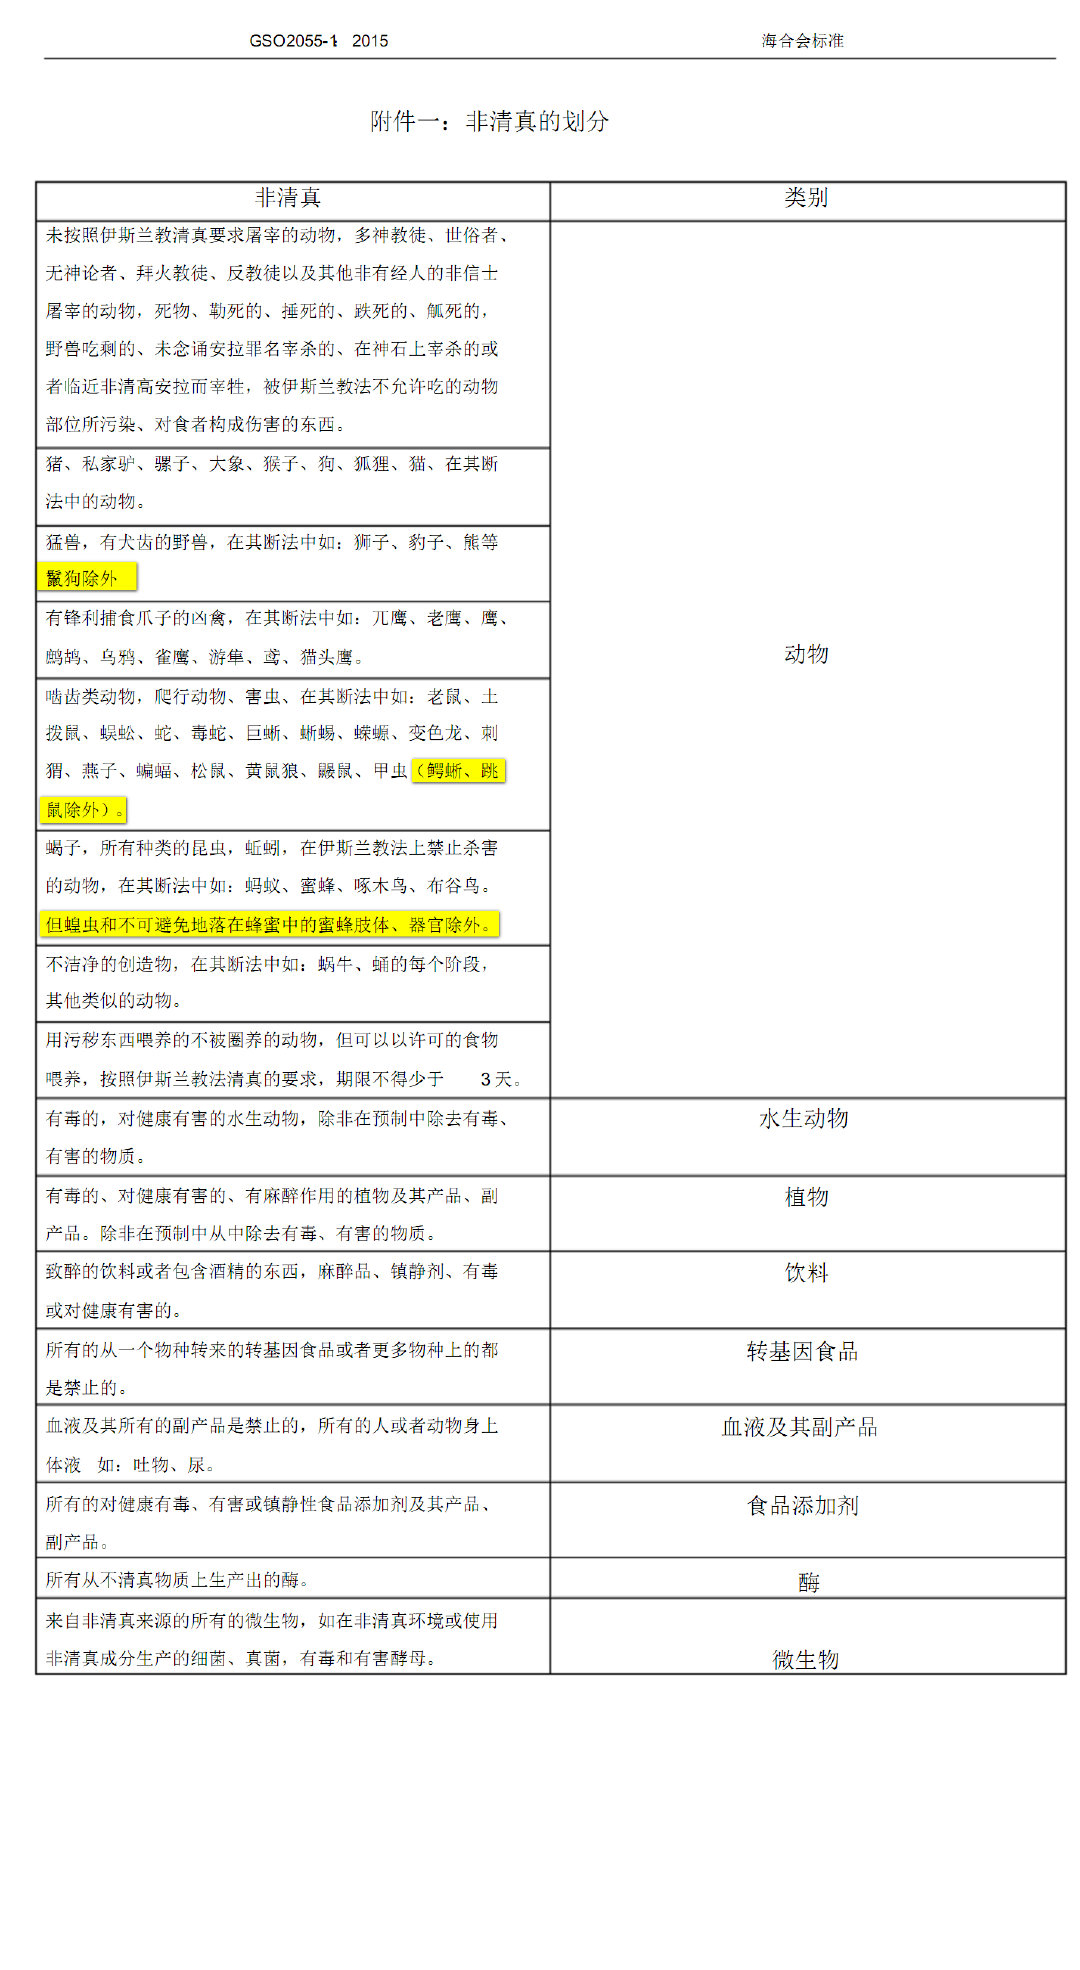 GSO2055-1: 2015 海合会标准
附件一：非清真的划分
非清真 类别
未按照伊斯兰教清真要求屠宰的动物，多神教徒、世俗者、
无神论者、拜火教徒、反教徒以及其他非有经人的非信士
屠宰的动物，死物、勒死的、捶死的、跌死的、觚死的，
野兽吃剩的、未念诵安拉罪名宰杀的、在神石上宰杀的或
者临近非清高安拉而宰牲，被伊斯兰教法不允许吃的动物
部位所污染、对食者构成伤害的东西。
猪、私家驴、骡子、大象、猴子、狗、狐狸、猫、在其断
法中的动物。
猛兽，有犬齿的野兽，在其断法中如：狮子、豹子、熊等
鬣狗除外
有锋利捕食爪子的凶禽，在其断法中如：兀鹰、老鹰、鹰、
鹧鸪、乌鸦、雀鹰、游隼、鸢、猫头鹰。
动物
啮齿类动物，爬行动物、害虫、在其断法中如：老鼠、土
拨鼠、蜈蚣、蛇、毒蛇、巨蜥、蜥蜴、蝾螈、变色龙、刺
猬、燕子、蝙蝠、松鼠、黄鼠狼、鼹鼠、甲虫（鳄蜥、跳
鼠除外）。
蝎子，所有种类的昆虫，蚯蚓，在伊斯兰教法上禁止杀害
的动物，在其断法中如：蚂蚁、蜜蜂、啄木鸟、布谷鸟。
但蝗虫和不可避免地落在蜂蜜中的蜜蜂肢体、器官除外。
不洁净的创造物，在其断法中如：蜗牛、蛹的每个阶段，
其他类似的动物。
用污秽东西喂养的不被圈养的动物，但可以以许可的食物
喂养，按照伊斯兰教法清真的要求，期限不得少于 3 天。
有毒的，对健康有害的水生动物，除非在预制中除去有毒、 水生动物
有害的物质。
有毒的、对健康有害的、有麻醉作用的植物及其产品、副 植物
产品。除非在预制中从中除去有毒、有害的物质。
致醉的饮料或者包含酒精的东西，麻醉品、镇静剂、有毒 饮料
或对健康有害的。
所有的从一个物种转来的转基因食品或者更多物种上的都 转基因食品
是禁止的。
血液及其所有的副产品是禁止的，所有的人或者动物身上 血液及其副产品
体液 如：吐物、尿。
所有的对健康有毒、有害或镇静性食品添加剂及其产品、 食品添加剂
副产品。
所有从不清真物质上生产出的酶。 酶
来自非清真来源的所有的微生物，如在非清真环境或使用
非清真成分生产的细菌、真菌，有毒和有害酵母。 微生物